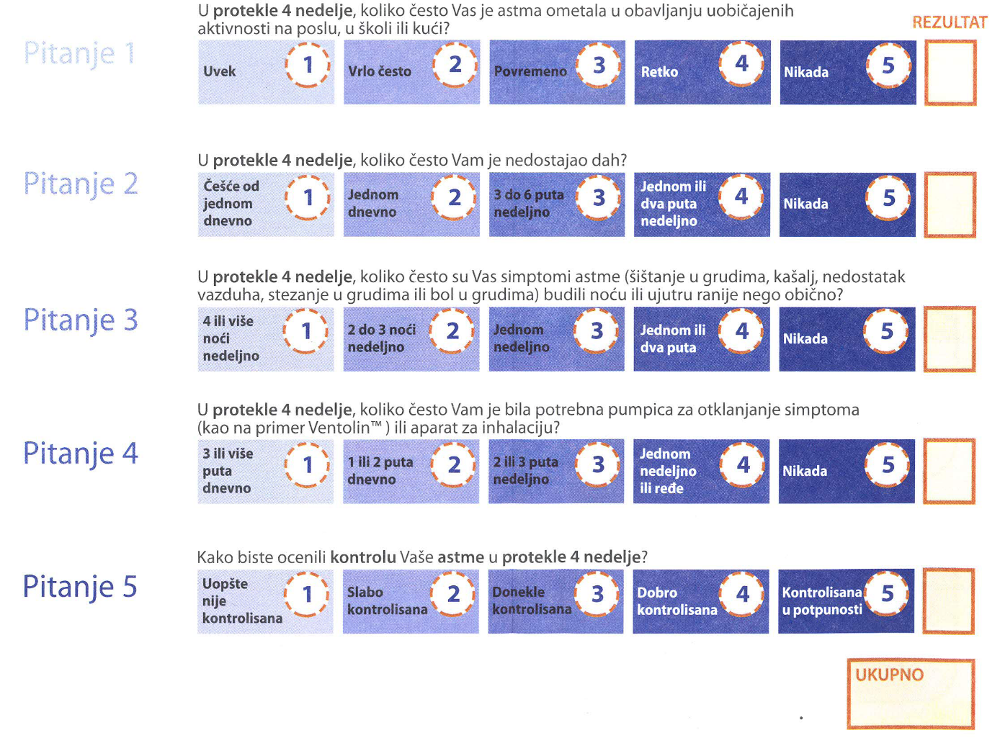 U protekle 4 nedelje, koliko često Vas je astma ometala u obavljanju uobičajenih
aktivnosti na poslu, u školi ili kući?
REZULTAT
Pitanje 1
Uvek
1
Vrlo često
2
Povremeno
3
Retko
4
Nikada
5
U protekle 4 nedelje, koliko često Vam je nedostajao dah?
Pitanje 2
Češće od
jednom
dnevno
1
Jednom
dnevno
2
3 do 6 puta
nedeljno
3
Jednom ili
dva puta
nedeljno
4
Nikada
5
U protekle 4 nedelje, koliko često su Vas simptomi astme (šištanje u grudima, kašalj, nedostatak
vazduha, stezanje u grudima ili bol u grudima) budili noću ili ujutru ranije nego obično?
Pitanje 3
4 ili više
noći
nedeljno
1
2 do 3 noći
nedeljno
2
Jednom
nedeljno
3
Jednom ili
dva puta
4
Nikada
5
U protekle 4 nedelje, koliko često Vam je bila potrebna pumpica za otklanjanje simptoma
(kao na primer Ventolin™ ) ili aparat za inhalaciju?
Pitanje 4
3 ili više
puta
dnevno
1
1 ili 2 puta
dnevno
2
2 ili 3 puta
nedeljno
3
Jednom
nedeljno
ili ređe
4
Nikada
5
Kako biste ocenili kontrolu Vaše astme u protekle 4 nedelje?
Pitanje 5
Uopšte
nije
kontrolisana
1
Slabo
kontrolisana
2
Donekle
kontrolisana
3
Dobro
kontrolisana
4
Kontrolisana
u potpunosti
5
UKUPNO